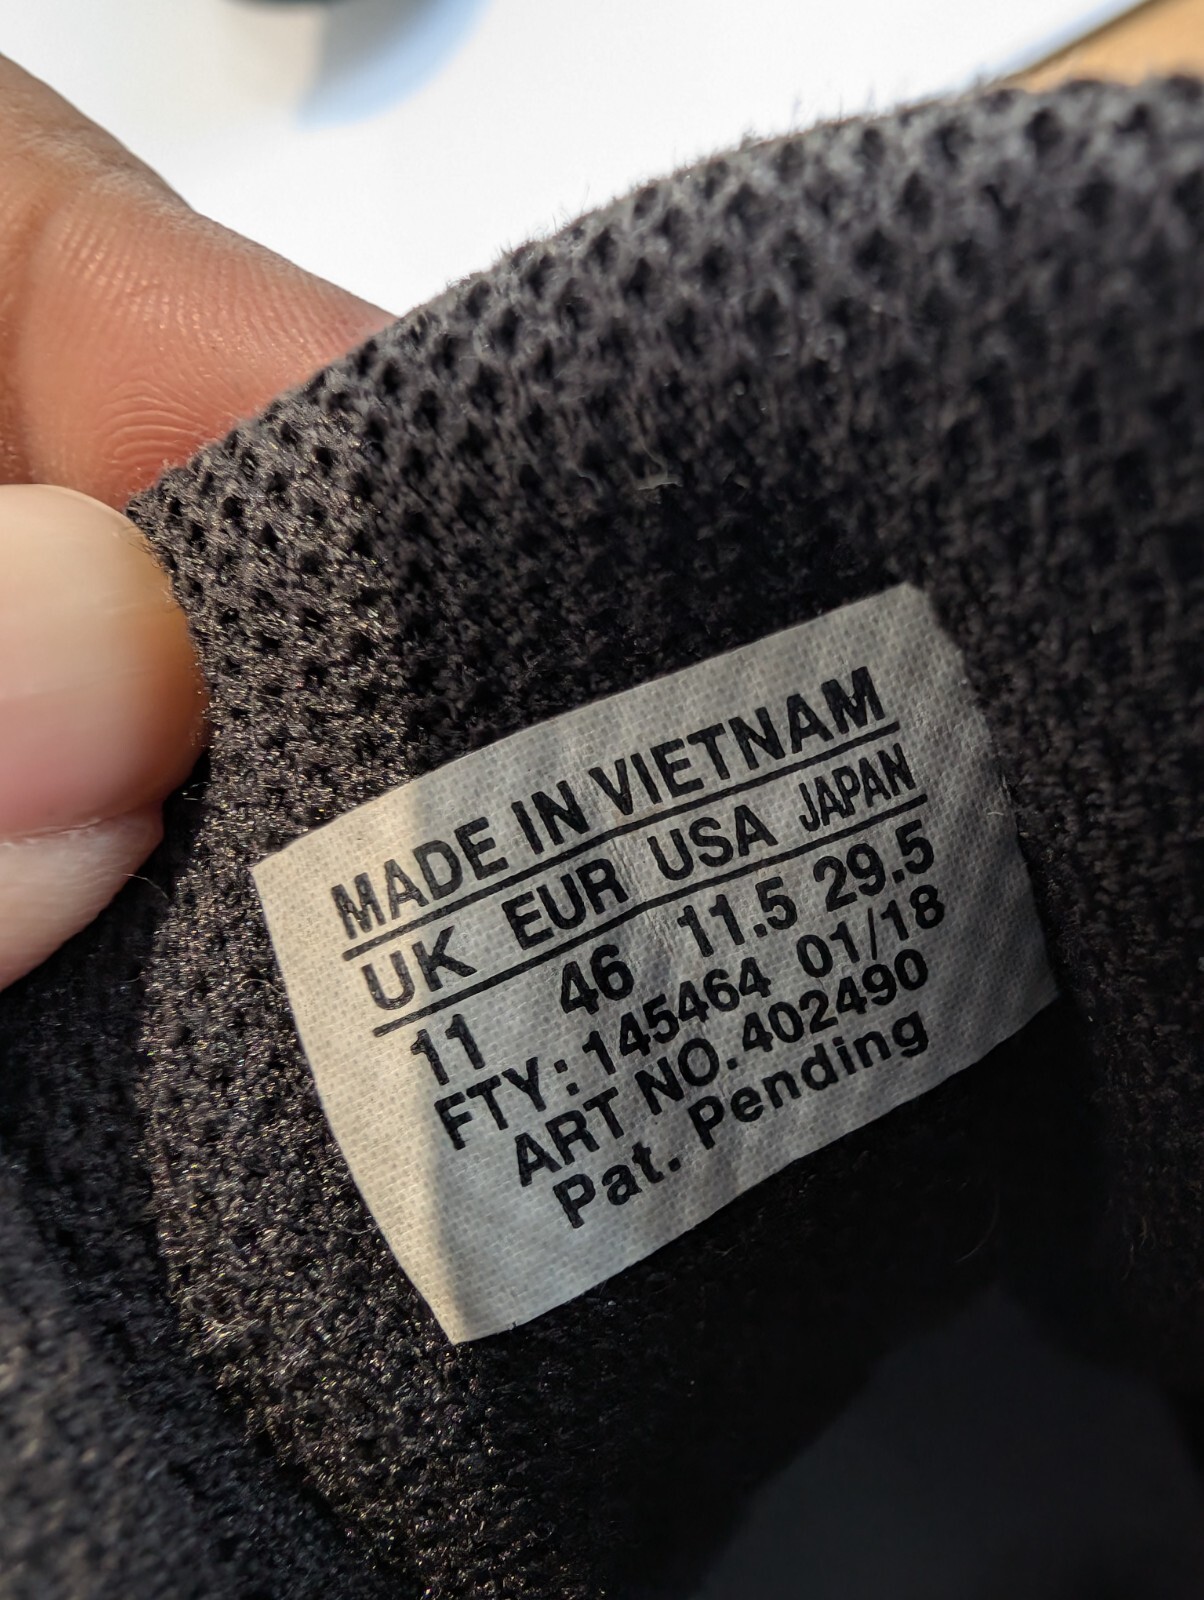 MADE IN VIETNAM
UK EUR USA JAPAN
11 46 11.5 29.5
FTY: 145464 01/18
ART NO. 402490
Pat. Pending